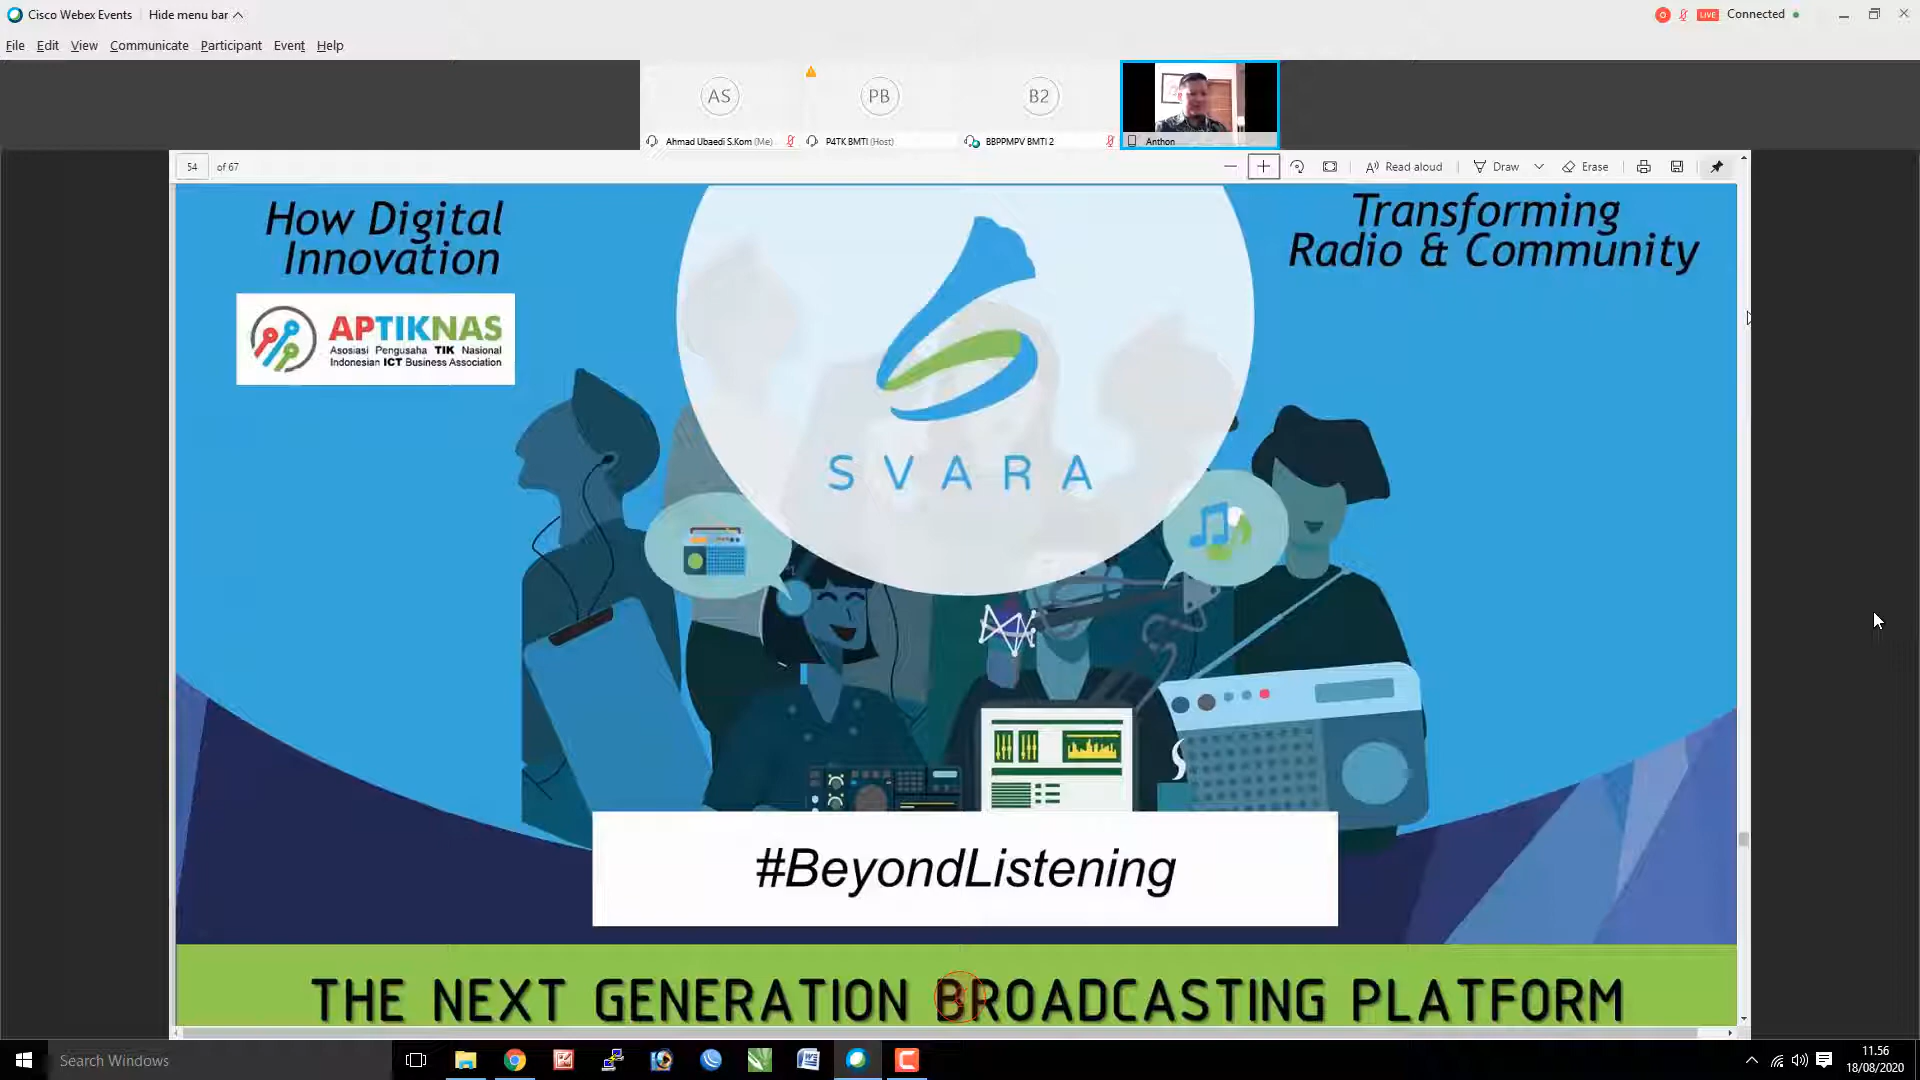 Cisco Webex Events
Hide menu bar
LIVE
Connected
File Edit View Communicate Participant Event Help
AS
PB
B2
Ahmad Ubaedi S.Kom (Me)
P4TK BMTI (Host)
BBPPMPV BMTI 2
Anthon
54 of 67
Read aloud
Draw
Erase
How Digital
Innovation
Transforming
Radio & Community
APTIKNAS
Asosiasi Pengusaha TIK Nasional
Indonesian ICT Business Association
SVARA
#BeyondListening
THE NEXT GENERATION BROADCASTING PLATFORM
Search Windows
11.56
18/08/2020